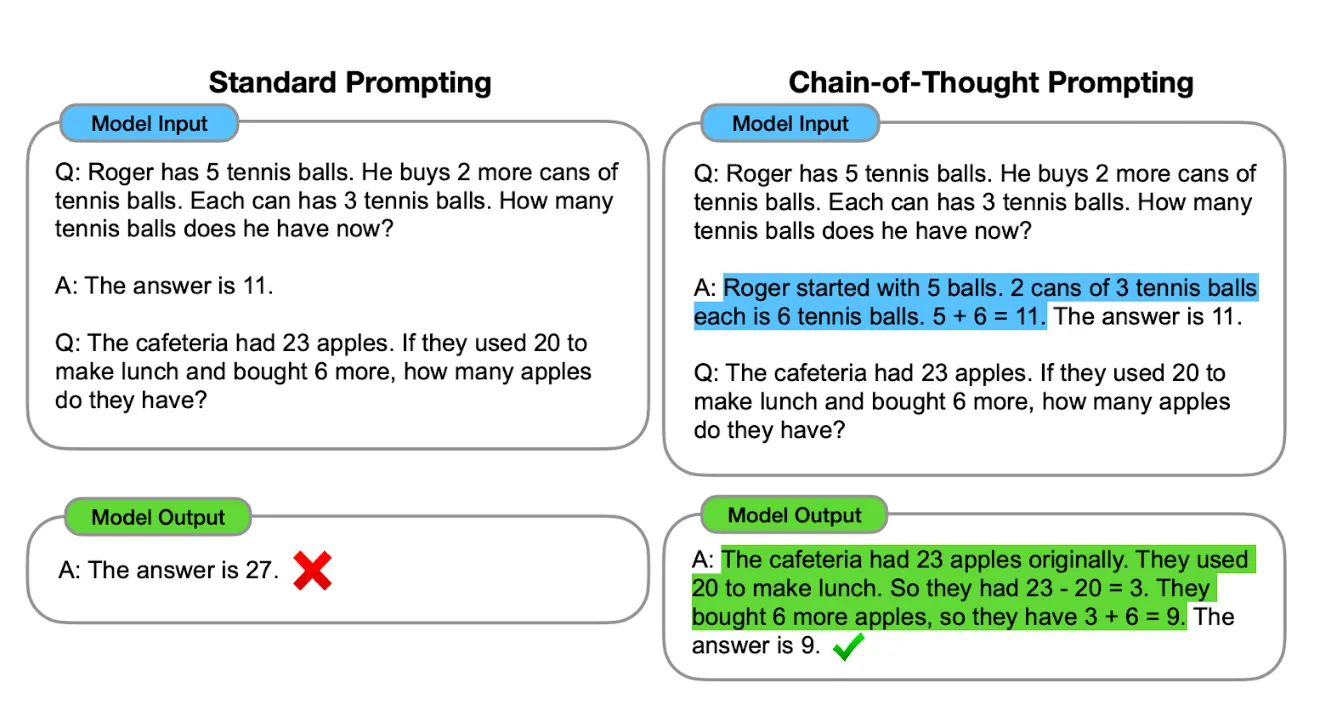 Standard Prompting
Model Input
Q: Roger has 5 tennis balls. He buys 2 more cans of
tennis balls. Each can has 3 tennis balls. How many
tennis balls does he have now?
A: The answer is 11.
Q: The cafeteria had 23 apples. If they used 20 to
make lunch and bought 6 more, how many apples
do they have?
Model Output
A: The answer is 27.
Chain-of-Thought Prompting
Model Input
Q: Roger has 5 tennis balls. He buys 2 more cans of
tennis balls. Each can has 3 tennis balls. How many
tennis balls does he have now?
A: Roger started with 5 balls. 2 cans of 3 tennis balls
each is 6 tennis balls. 5 + 6 = 11. The answer is 11.
Q: The cafeteria had 23 apples. If they used 20 to
make lunch and bought 6 more, how many apples
do they have?
Model Output
A: The cafeteria had 23 apples originally. They used
20 to make lunch. So they had 23 - 20 = 3. They
bought 6 more apples, so they have 3 + 6 = 9. The
answer is 9.